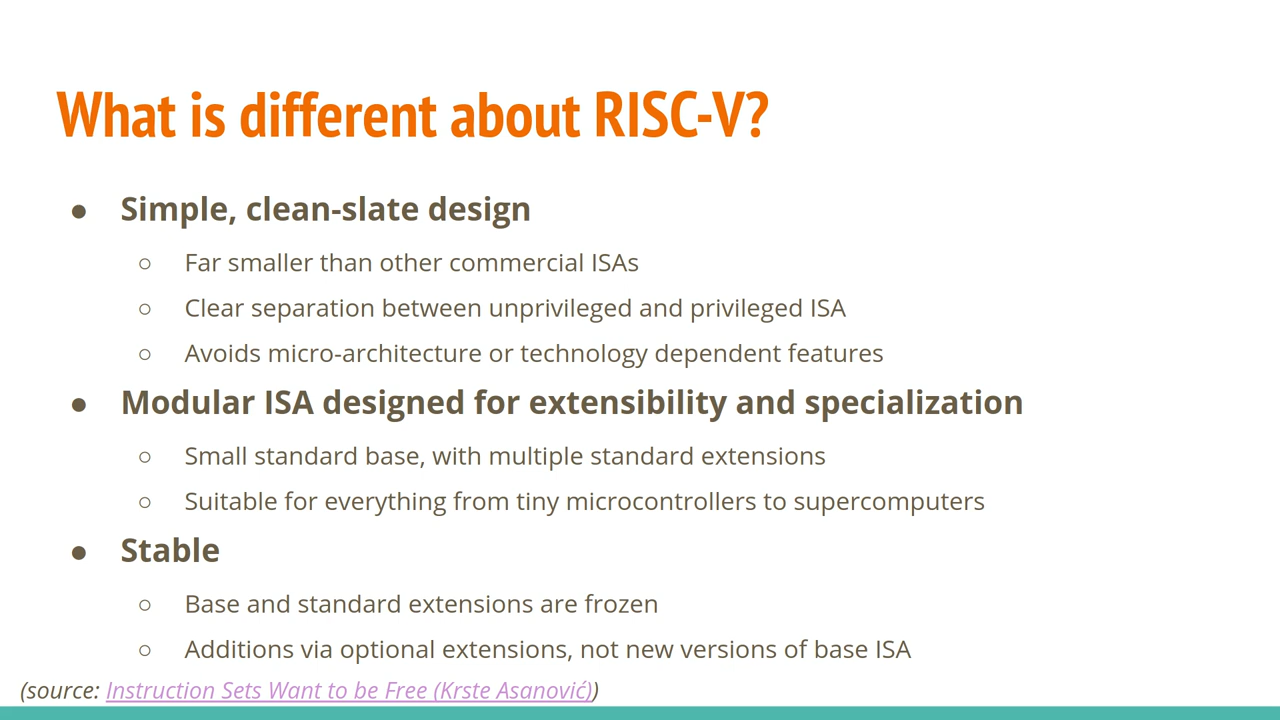 What is different about RISC-V?
● Simple, clean-slate design
○ Far smaller than other commercial ISAs
○ Clear separation between unprivileged and privileged ISA
○ Avoids micro-architecture or technology dependent features
● Modular ISA designed for extensibility and specialization
○ Small standard base, with multiple standard extensions
○ Suitable for everything from tiny microcontrollers to supercomputers
● Stable
○ Base and standard extensions are frozen
○ Additions via optional extensions, not new versions of base ISA
(source: Instruction Sets Want to be Free (Krste Asanović))